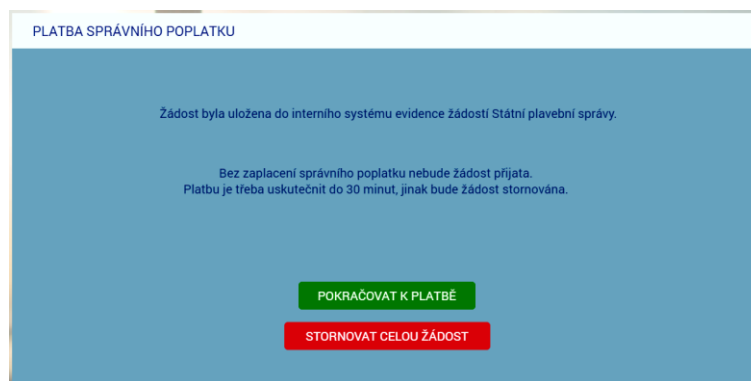 PLATBA SPRÁVNÍHO POPLATKU
Žádost byla uložena do interního systému evidence žádostí Státní plavební správy.
Bez zaplacení správního poplatku nebude žádost přijata.
Platbu je třeba uskutečnit do 30 minut, jinak bude žádost stornována.
POKRAČOVAT K PLATBĚ
STORNOVAT CELOU ŽÁDOST